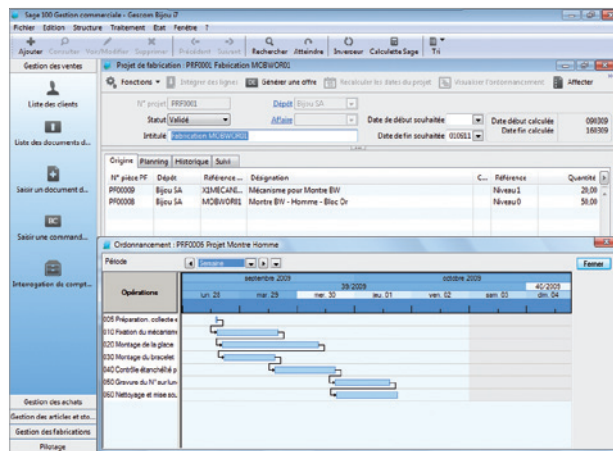 Sage 100 Gestion commerciale - Gescom Bijou i7
Fichier Edition Structure Traitement Etat Fenêtre ?
Ajouter Consulter Voir/Modifier Supprimer Précédent Suivant Rechercher Atteindre Inverseur Calculette Sage Tri
Gestion des ventes
Projet de fabrication : PRF0001 Fabrication MOBWOR01
Fonctions Intégrer des lignes Générer une offre Recalculer les dates du projet Visualiser l'ordonnancement Affecter
Liste des clients
N° projet PRF0001 Dépôt Bijou SA
Statut Validé Affaire Date de début souhaitée Date de début calculée 090309
Intitulé Fabrication MOBWOR01 Date de fin souhaitée 010611 Date fin calculée 160309
Liste des documents d...
Origine Planning Historique Suivi
N° pièce PF Dépôt Référence ... Désignation C... Référence Quantité
PF00009 Bijou SA X1MECANI... Mécanisme pour Montre BW Niveau 1 20,00
PF00008 Bijou SA MOBWOR01 Montre BW - Homme - Blec Or Niveau 0 50,00
Saisir un document d...
Saisir une command...
Interrogation de compt...
Ordonnancement : PRF0006 Projet Montre Homme
Période Semaine Fermer
Opérations
septembre 2009 octobre 2009
39/2009 40/2009
lun. 28 mar. 29 mer. 30 jeu. 01 ven. 02 sam. 03 dim. 04
005 Préparation, collecte e
010 Fixation du mécanisme
020 Montage de la glace
030 Montage du bracelet
040 Contrôle étanchéité p
050 Gravure du N° sur lun
060 Nettoyage et mise sou.
Gestion des achats
Gestion des articles et sto...
Gestion des fabrications
Pilotage